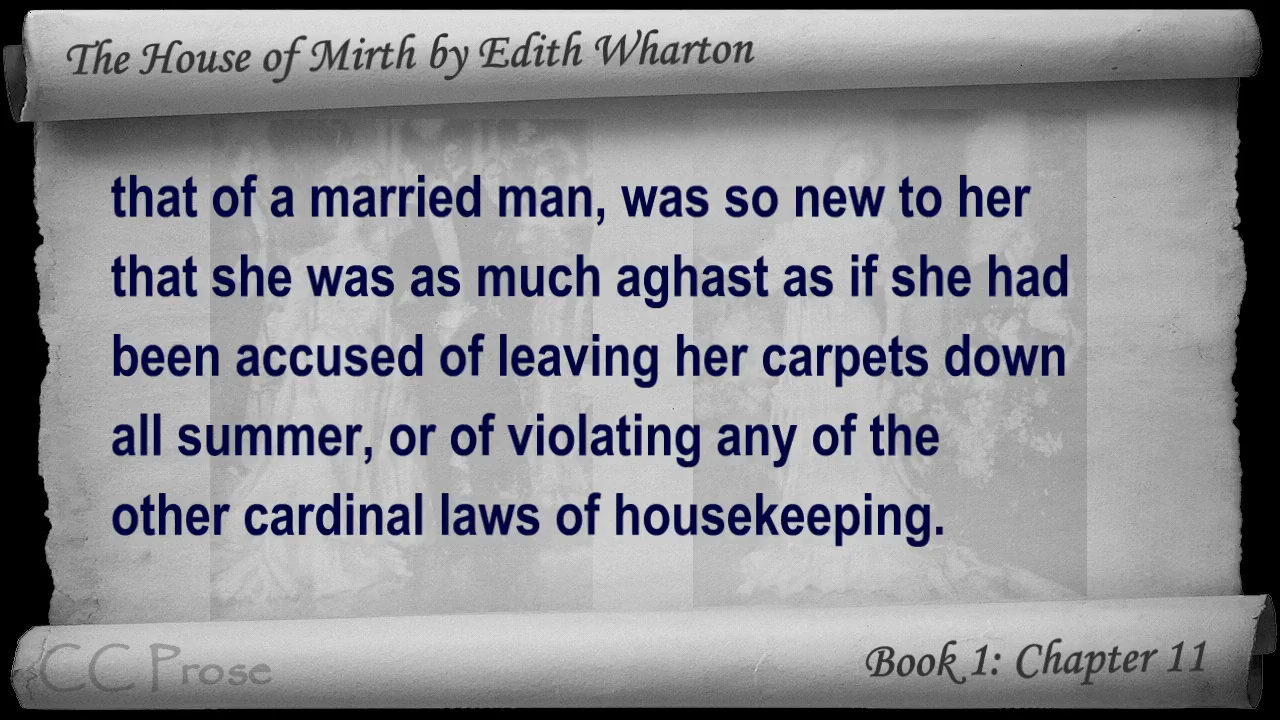 The House of Mirth by Edith Wharton
that of a married man, was so new to her
that she was as much aghast as if she had
been accused of leaving her carpets down
all summer, or of violating any of the
other cardinal laws of housekeeping.
CC Prose
Book 1: Chapter 11